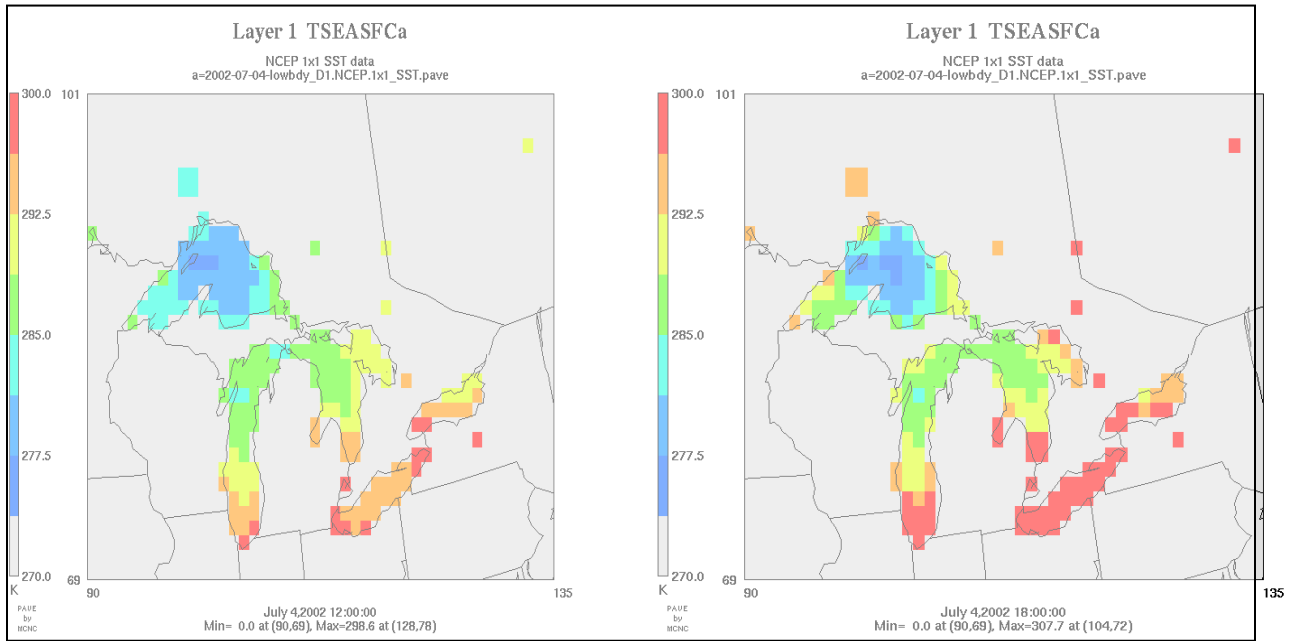 Layer 1 TSEASFCa
NCEP 1x1 SST data
a=2002-07-04-lowbdy_D1.NCEP.1x1_SST.pave
300.0
292.5
285.0
277.5
270.0
K
PAVE
by
MCNC
101
69
90
135
July 4,2002 12:00:00
Min= 0.0 at (90,69), Max=298.6 at (128,78)
Layer 1 TSEASFCa
NCEP 1x1 SST data
a=2002-07-04-lowbdy_D1.NCEP.1x1_SST.pave
300.0
292.5
285.0
277.5
270.0
K
PAVE
by
MCNC
101
69
90
135
July 4,2002 18:00:00
Min= 0.0 at (90,69), Max=307.7 at (104,72)